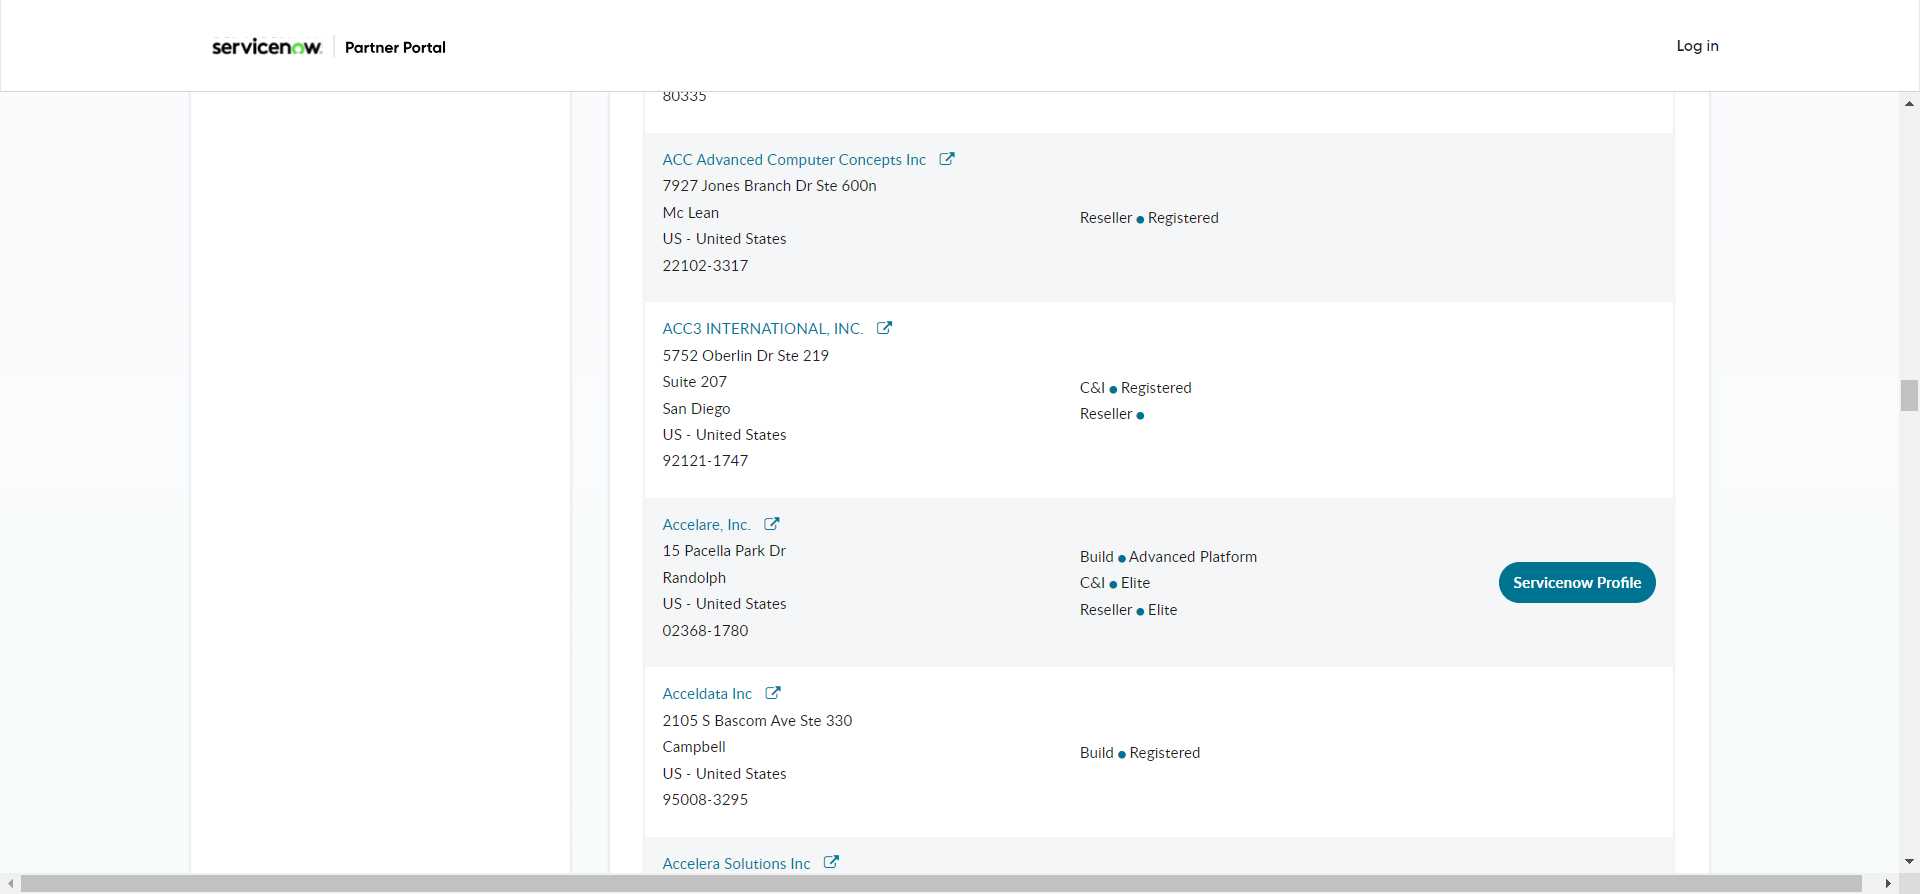 servicenow Partner Portal
Log in
80335
ACC Advanced Computer Concepts Inc
7927 Jones Branch Dr Ste 600n
Mc Lean
US - United States
22102-3317
Reseller ● Registered
ACC3 INTERNATIONAL, INC.
5752 Oberlin Dr Ste 219
Suite 207
San Diego
US - United States
92121-1747
C&I ● Registered
Reseller ●
Accelare, Inc.
15 Pacella Park Dr
Randolph
US - United States
02368-1780
Build ● Advanced Platform
C&I ● Elite
Reseller ● Elite
Servicenow Profile
Acceldata Inc
2105 S Bascom Ave Ste 330
Campbell
US - United States
95008-3295
Build ● Registered
Accelera Solutions Inc